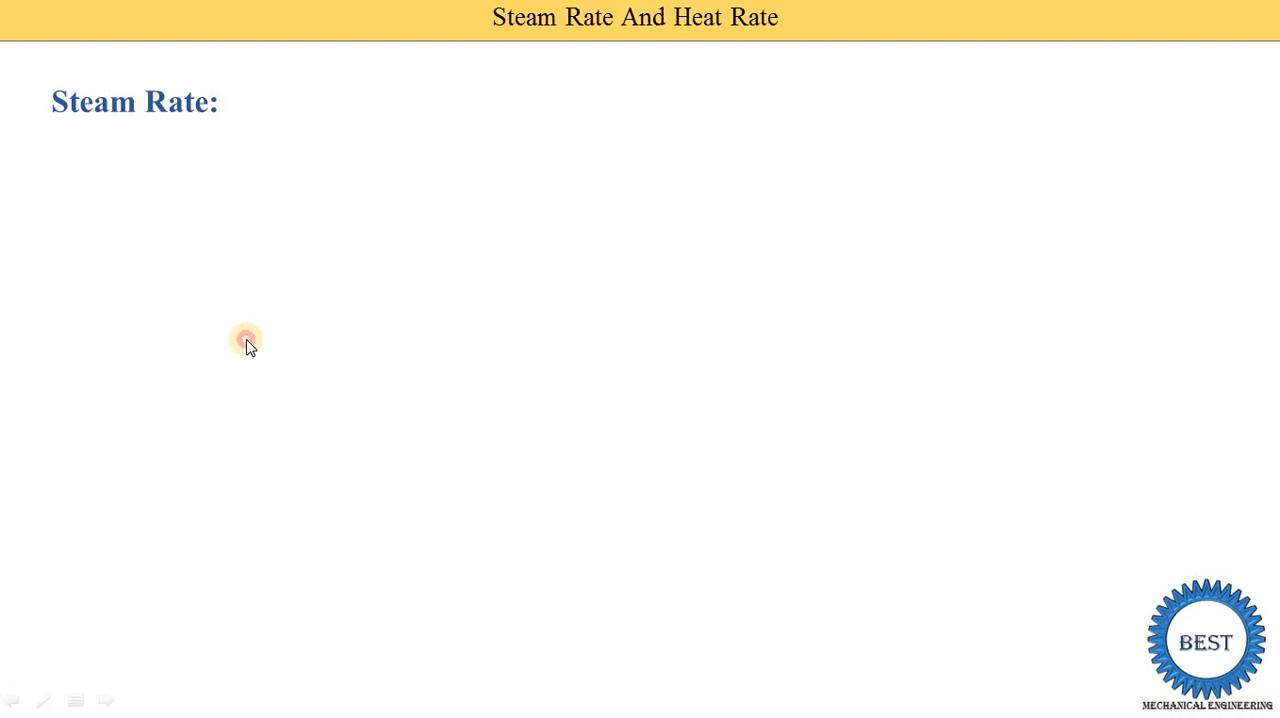 Steam Rate And Heat Rate
Steam Rate:
BEST
MECHANICAL ENGINEERING